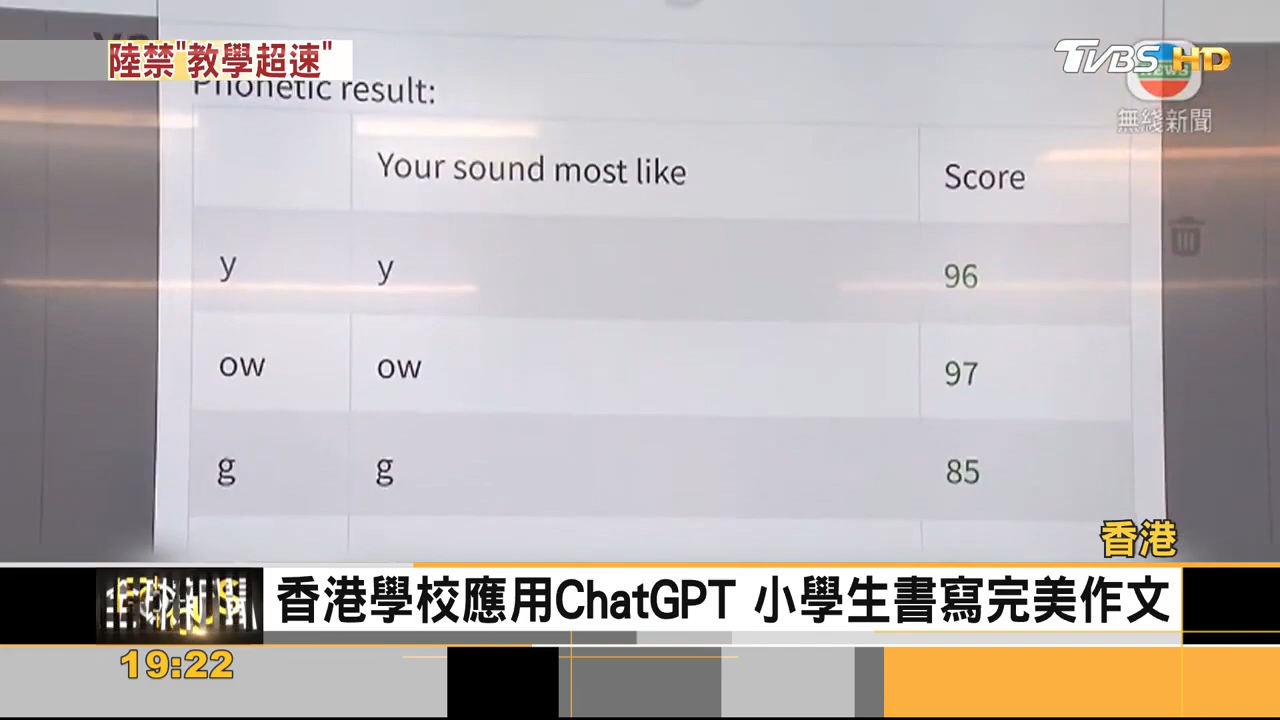 陸禁"教學超速"
TVBS HD
news
無綫新聞
Phonetic result:
Your sound most like
Score
y
y
96
ow
ow
97
g
g
85
香港
香港學校應用ChatGPT 小學生書寫完美作文
19:22